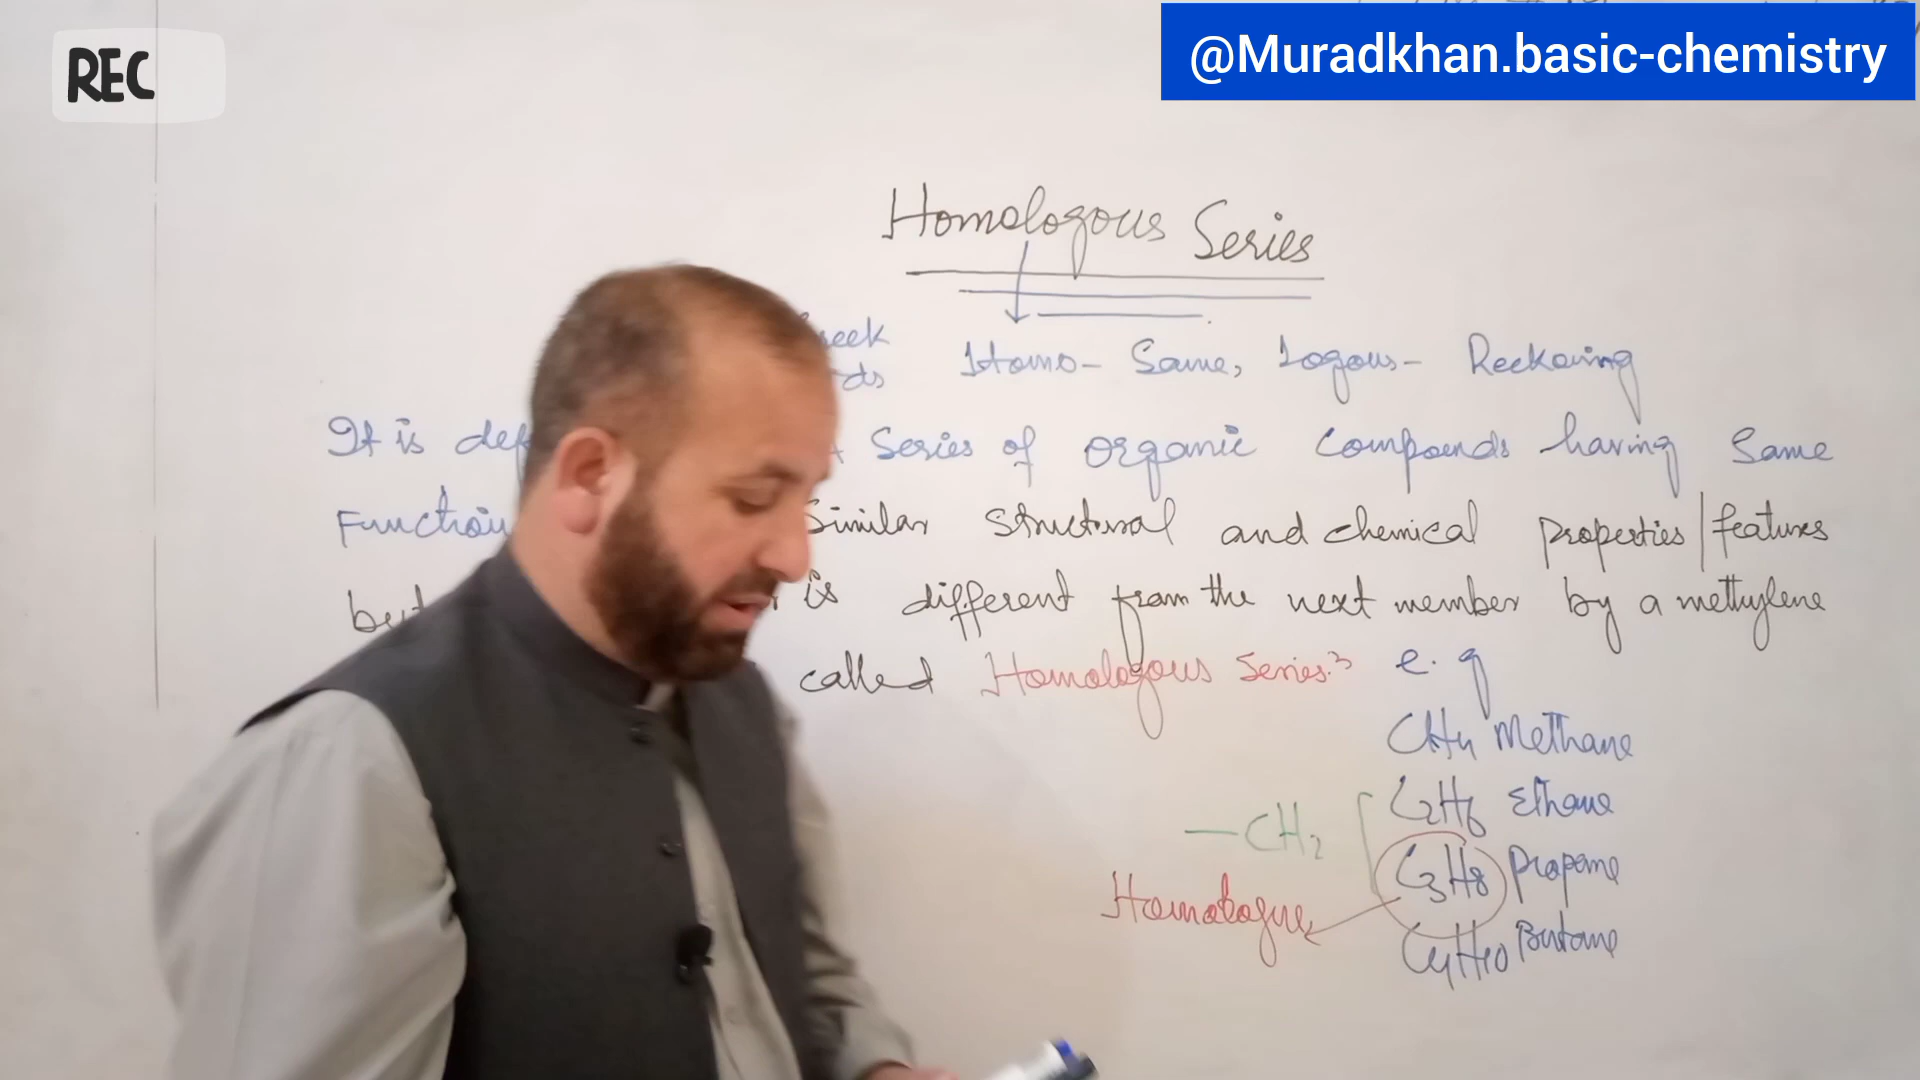 @Muradkhan.basic-chemistry
REC
Homologous Series
Homo- Same, Logous- Reckoning
It is Series of organic compounds having Same
Similar Structural and chemical properties/features
but is different from the next member by a methylene
called Homologous Series. e.g
CH4 Methane
C2H6 Ethane
-CH2
C3H8 Propane
Homologue
C4H10 Butane